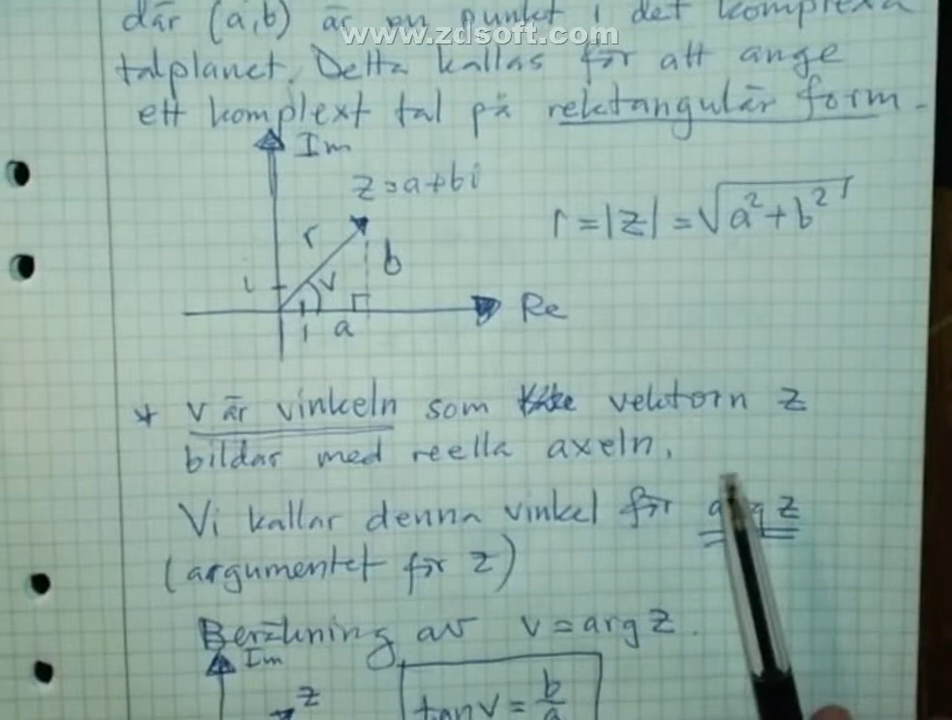 där (a,b) är en punkt i det komplexa
www.zdsoft.com
talplanet. Detta kallas för att ange
ett komplext tal på rektangulär form.
Im
z=a+bi
r=|z|=√a²+b²
r
b
i
v
Re
1
a
* v är vinkeln som vektorn z
bildar med reella axeln.
Vi kallar denna vinkel för arg z
(argumentet för z)
Beräkning av v=arg z.
Im
z
tan v = b/a